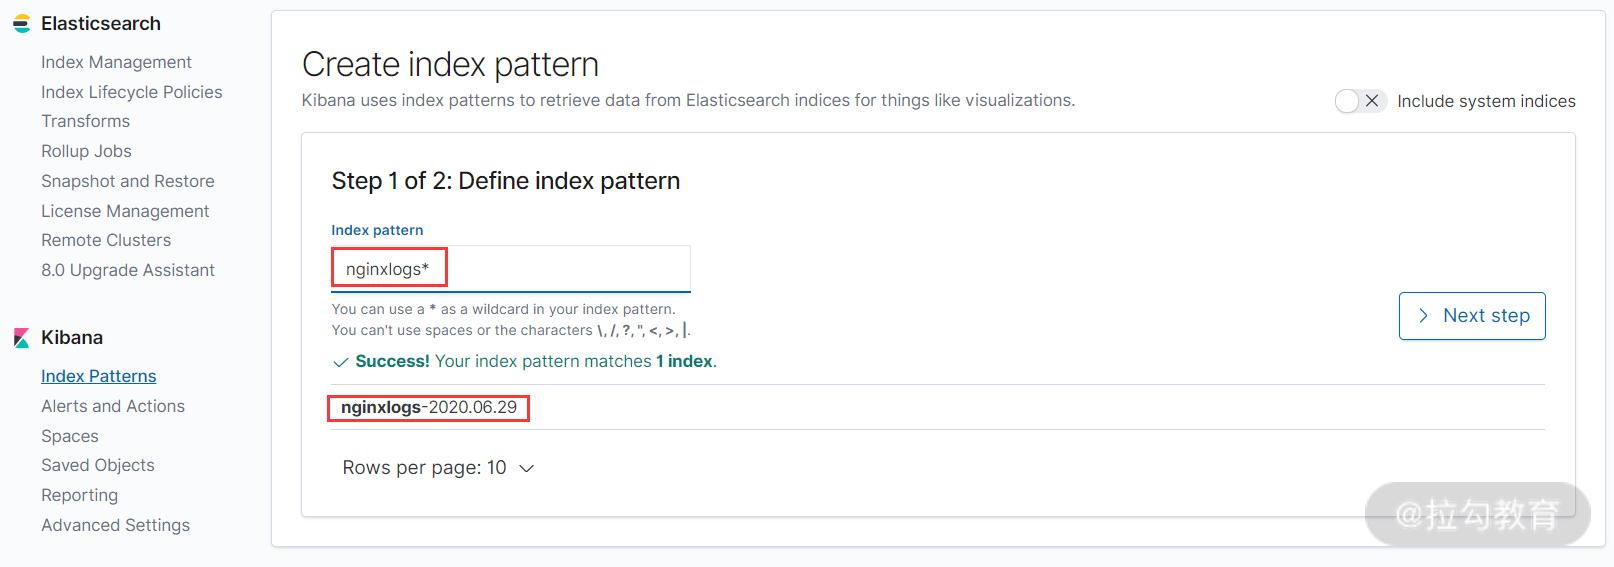 Elasticsearch
Index Management
Index Lifecycle Policies
Transforms
Rollup Jobs
Snapshot and Restore
License Management
Remote Clusters
8.0 Upgrade Assistant
Kibana
Index Patterns
Alerts and Actions
Spaces
Saved Objects
Reporting
Advanced Settings
Create index pattern
Kibana uses index patterns to retrieve data from Elasticsearch indices for things like visualizations.
Include system indices
Step 1 of 2: Define index pattern
Index pattern
nginxlogs*
You can use a * as a wildcard in your index pattern.
You can't use spaces or the characters \, /, ?, ", <, >, |.
Next step
Success! Your index pattern matches 1 index.
nginxlogs-2020.06.29
Rows per page: 10
@拉勾教育